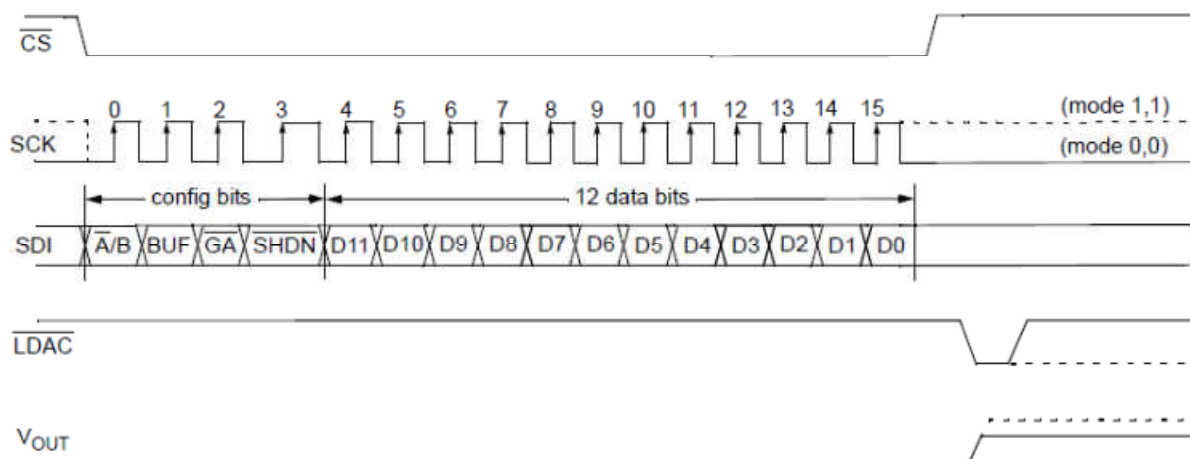 CS
0 1 2 3 4 5 6 7 8 9 10 11 12 13 14 15 (mode 1,1)
SCK
(mode 0,0)
config bits 12 data bits
SDI A/B BUF GA SHDN D11 D10 D9 D8 D7 D6 D5 D4 D3 D2 D1 D0
LDAC
VOUT